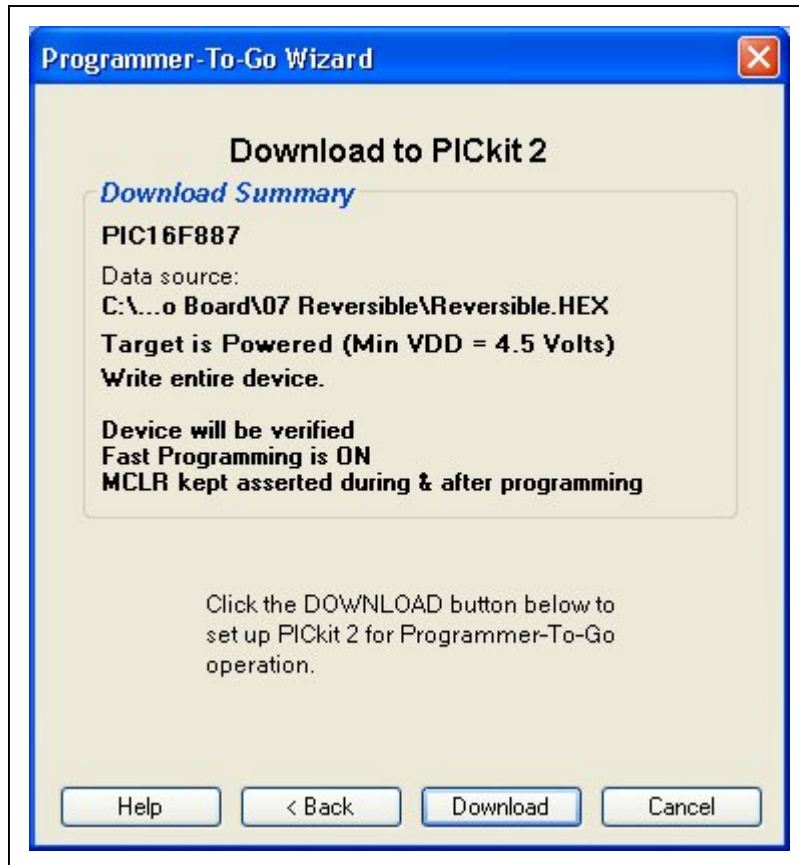 Programmer-To-Go Wizard
Download to PICkit 2
Download Summary
PIC16F887
Data source:
C:\...o Board\07 Reversible\Reversible.HEX
Target is Powered (Min VDD = 4.5 Volts)
Write entire device.
Device will be verified
Fast Programming is ON
MCLR kept asserted during & after programming
Click the DOWNLOAD button below to
set up PICkit 2 for Programmer-To-Go
operation.
Help
< Back
Download
Cancel